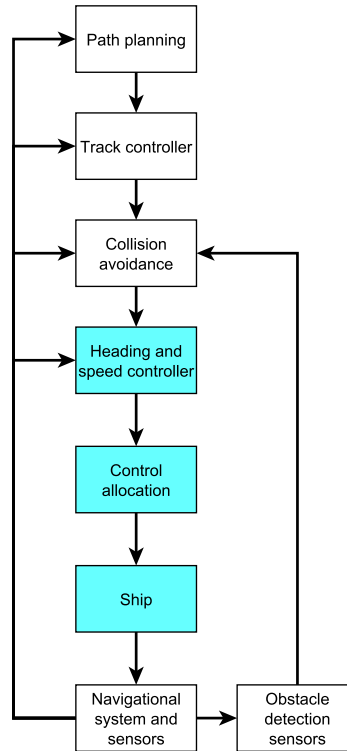 Path planning
Track controller
Collision
avoidance
Heading and
speed controller
Control
allocation
Ship
Navigational
system and
sensors
Obstacle
detection
sensors